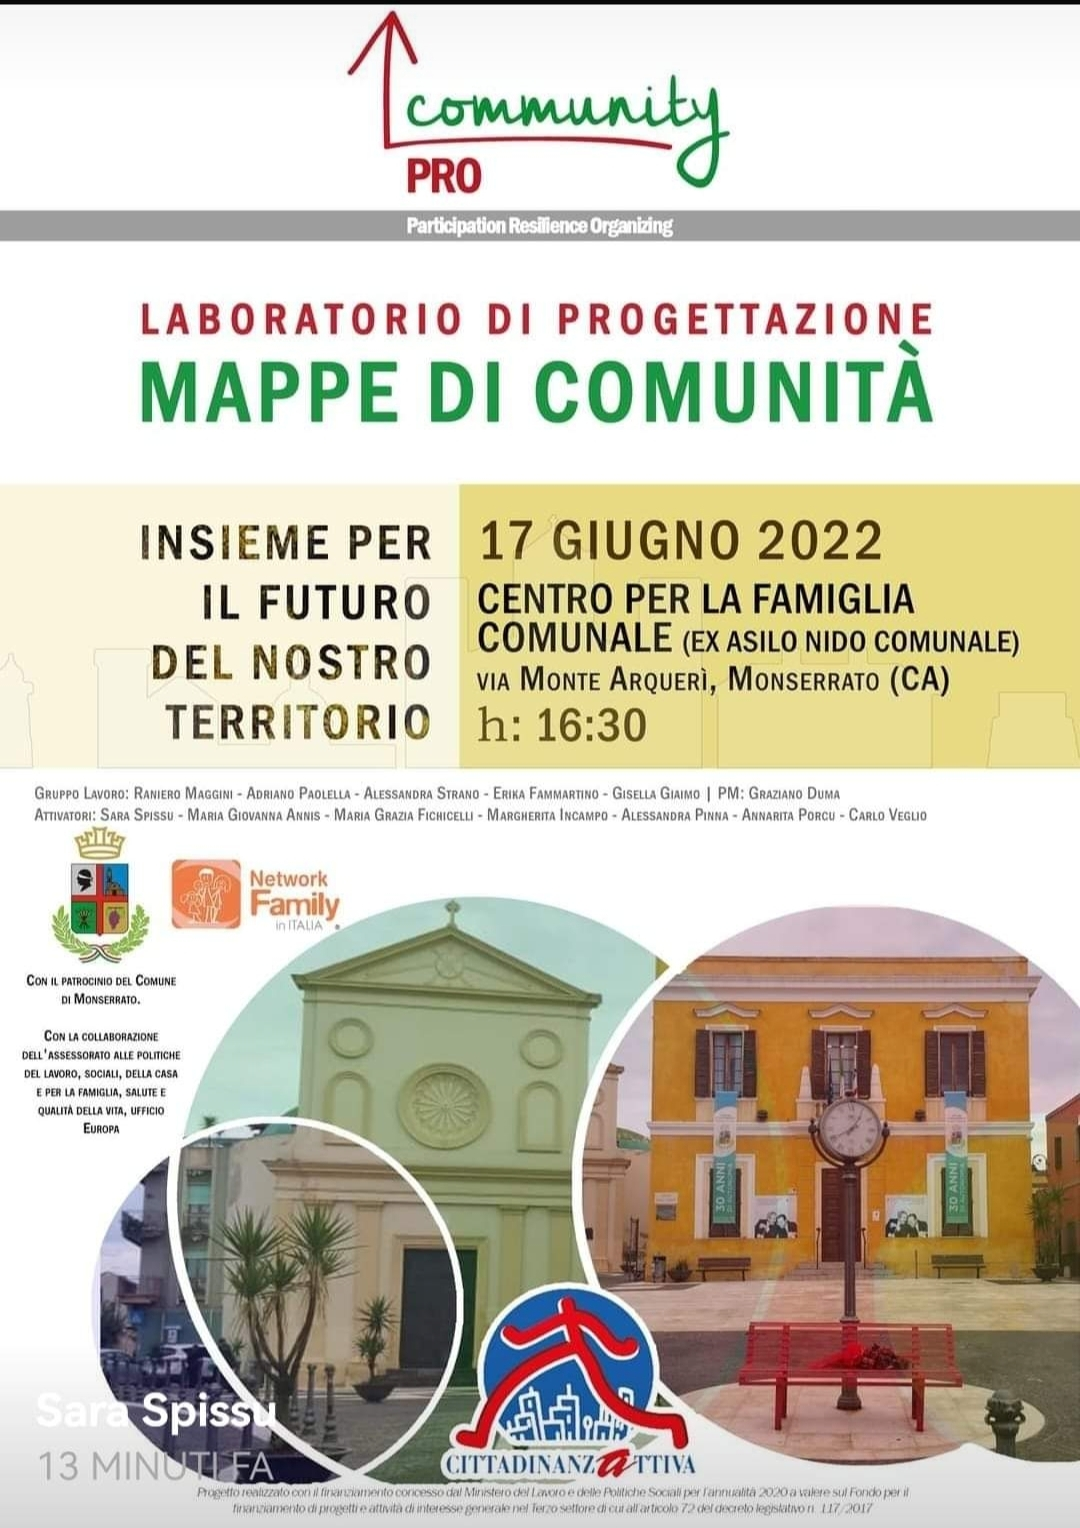 community
PRO
Participation Resilience Organizing
LABORATORIO DI PROGETTAZIONE
MAPPE DI COMUNITÀ
INSIEME PER
IL FUTURO
DEL NOSTRO
TERRITORIO
17 GIUGNO 2022
CENTRO PER LA FAMIGLIA
COMUNALE (EX ASILO NIDO COMUNALE)
VIA MONTE ARQUERÌ, MONSERRATO (CA)
h: 16:30
GRUPPO LAVORO: RANIERO MAGGINI - ADRIANO PAOLELLA - ALESSANDRA STRANO - ERIKA FAMMARTINO - GISELLA GIAIMO | PM: GRAZIANO DUMA
ATTIVATORI: SARA SPISSU - MARIA GIOVANNA ANNIS - MARIA GRAZIA FICHICELLI - MARGHERITA INCAMPO - ALESSANDRA PINNA - ANNARITA PORCU - CARLO VEGLIO
Network
Family
in ITALIA
CON IL PATROCINIO DEL COMUNE
DI MONSERRATO.
CON LA COLLABORAZIONE
DELL'ASSESSORATO ALLE POLITICHE
DEL LAVORO, SOCIALI, DELLA CASA
E PER LA FAMIGLIA, SALUTE E
QUALITÀ DELLA VITA, UFFICIO
EUROPA
30 ANNI
30 ANNI
Sara Spissu
13 MINUTI FA
CITTADINANZATTIVA
Progetto realizzato con il finanziamento concesso dal Ministero del Lavoro e delle Politiche Sociali per l'annualità 2020 a valere sul Fondo per il
finanziamento di progetti e attività di interesse generale nel Terzo settore di cui all'articolo 72 del decreto legislativo n. 117/2017